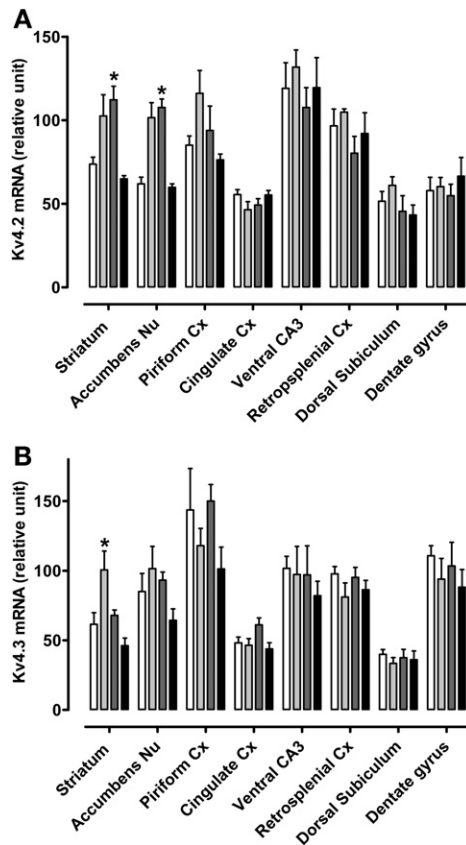 A
Kv4.2 mRNA (relative unit)
150
100
50
0
*
*
Striatum
Accumbens Nu
Piriform Cx
Cingulate Cx
Ventral CA3
Retropsplenial Cx
Dorsal Subiculum
Dentate gyrus
B
Kv4.3 mRNA (relative unit)
150
100
50
0
*
Striatum
Accumbens Nu
Piriform Cx
Cingulate Cx
Ventral CA3
Retrosplenial Cx
Dorsal Subiculum
Dentate gyrus